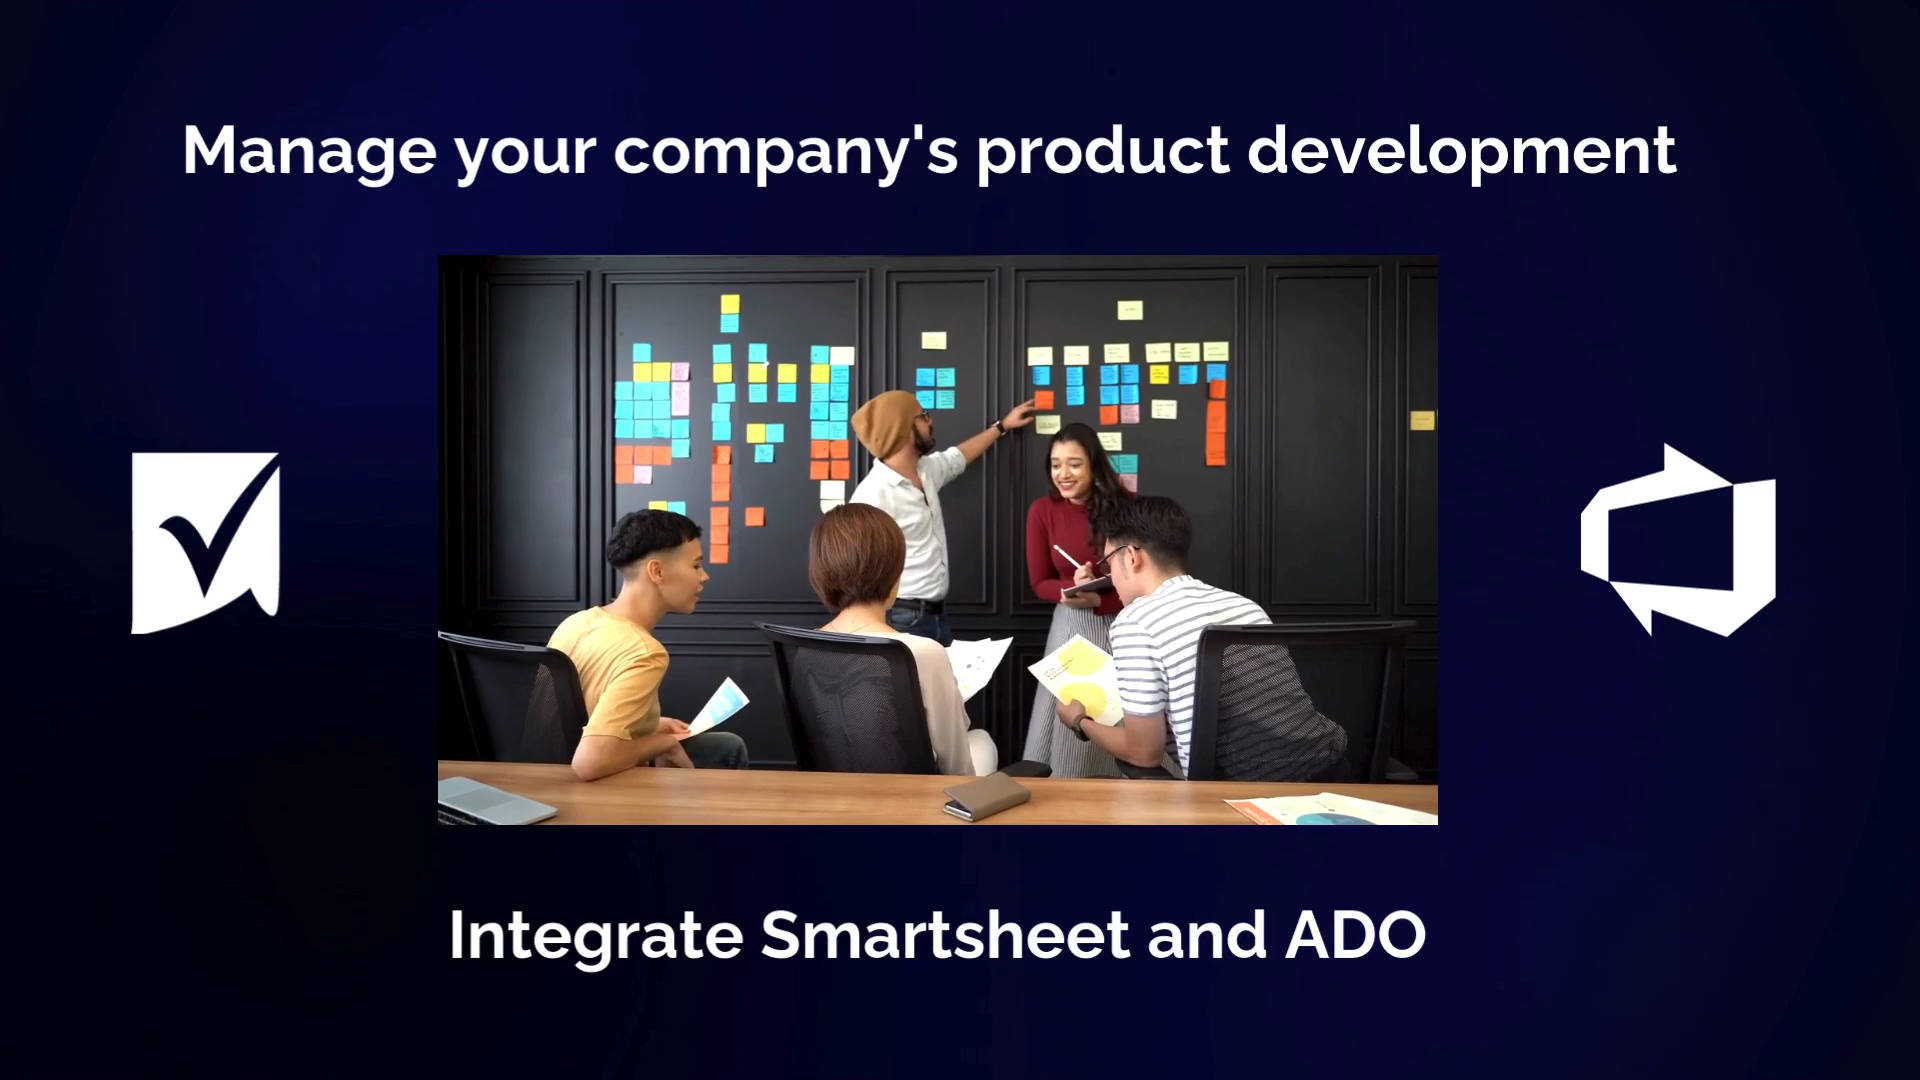 Manage your company's product development
Integrate Smartsheet and ADO